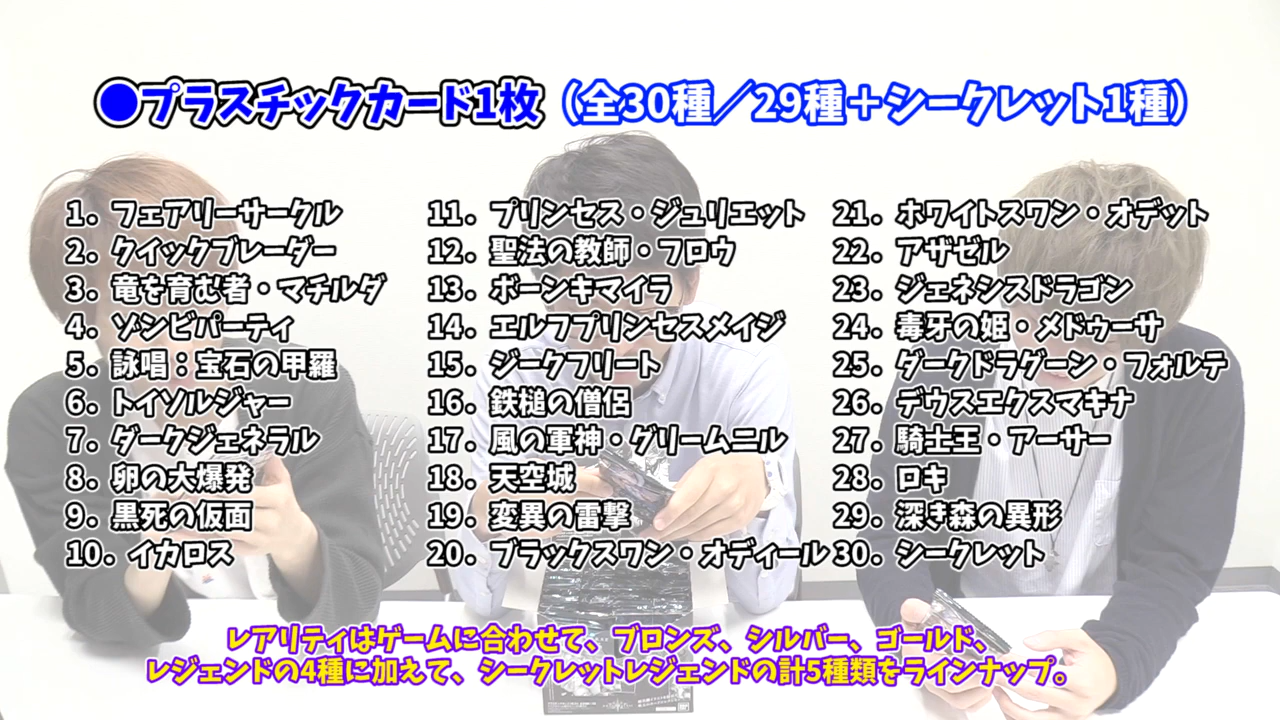 ●プラスチックカード1枚（全30種／29種＋シークレット1種）
1. フェアリーサークル
2. クイックブレーダー
3. 竜を育む者・マチルダ
4. ゾンビパーティ
5. 詠唱：宝石の甲羅
6. トイソルジャー
7. ダークジェネラル
8. 卵の大爆発
9. 黒死の仮面
10. イカロス
11. プリンセス・ジュリエット
12. 聖法の教師・フロウ
13. ボーンキマイラ
14. エルフプリンセスメイジ
15. ジークフリート
16. 鉄槌の僧侶
17. 風の軍神・グリームニル
18. 天空城
19. 変異の雷撃
20. ブラックスワン・オディール
21. ホワイトスワン・オデット
22. アザゼル
23. ジェネシスドラゴン
24. 毒牙の姫・メドゥーサ
25. ダークドラグーン・フォルテ
26. デウスエクスマキナ
27. 騎士王・アーサー
28. ロキ
29. 深き森の異形
30. シークレット
レアリティはゲームに合わせて、ブロンズ、シルバー、ゴールド、
レジェンドの4種に加えて、シークレットレジェンドの計5種類をラインナップ。